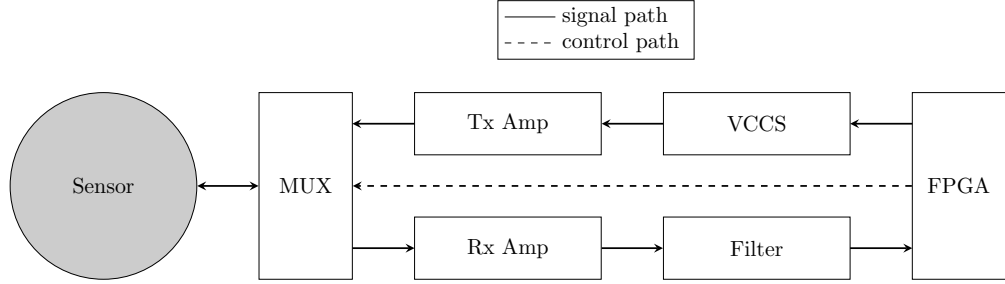 signal path
control path
Tx Amp
VCCS
Sensor
MUX
FPGA
Rx Amp
Filter